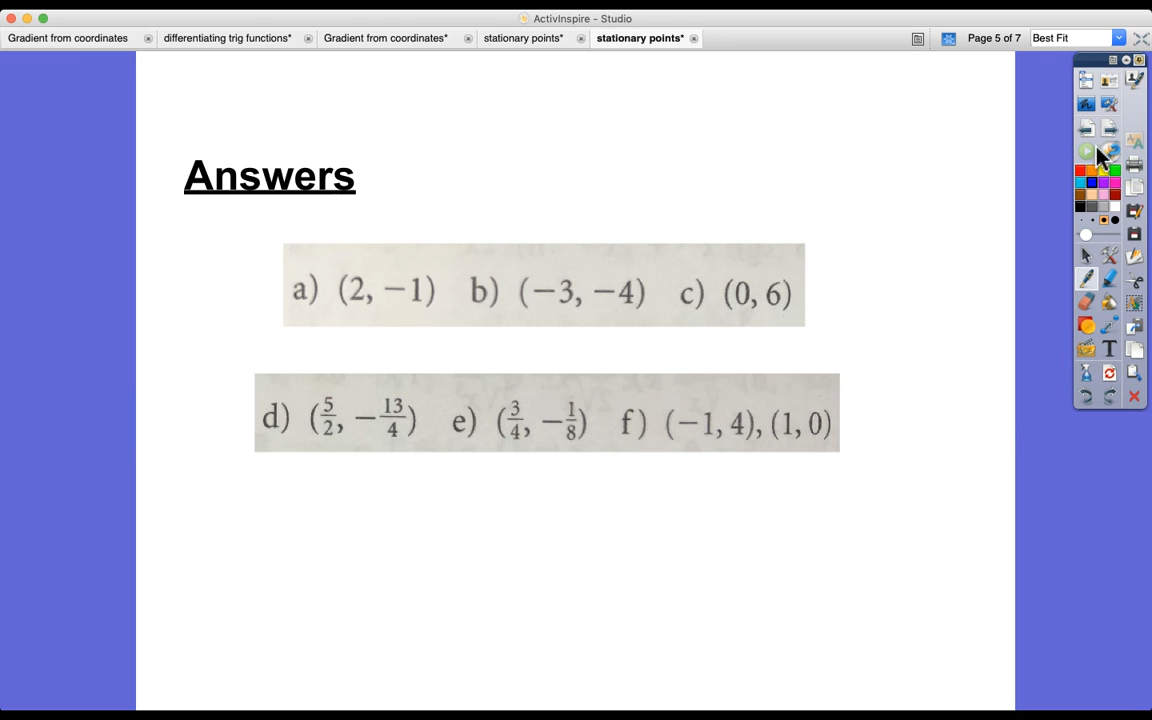 ActivInspire - Studio
Gradient from coordinates
differentiating trig functions*
Gradient from coordinates*
stationary points*
stationary points*
Page 5 of 7
Best Fit
Answers
a) (2, −1) b) (−3, −4) c) (0, 6)
d) (5/2, −13/4) e) (3/4, −1/8) f) (−1, 4), (1, 0)